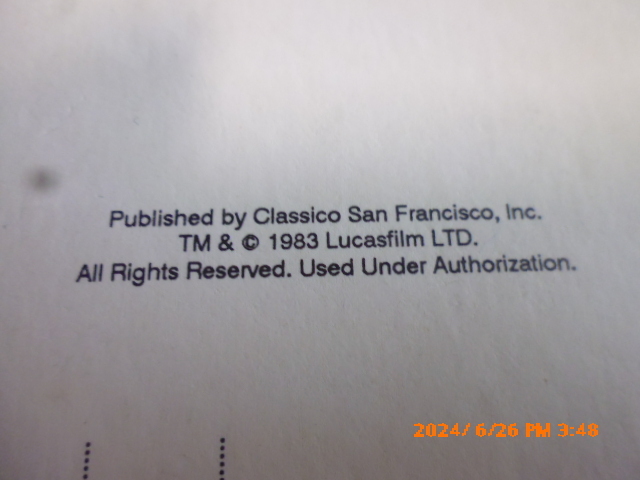 Published by Classico San Francisco, Inc.
TM & © 1983 Lucasfilm LTD.
All Rights Reserved. Used Under Authorization.
2024/ 6/26 PM 3:48